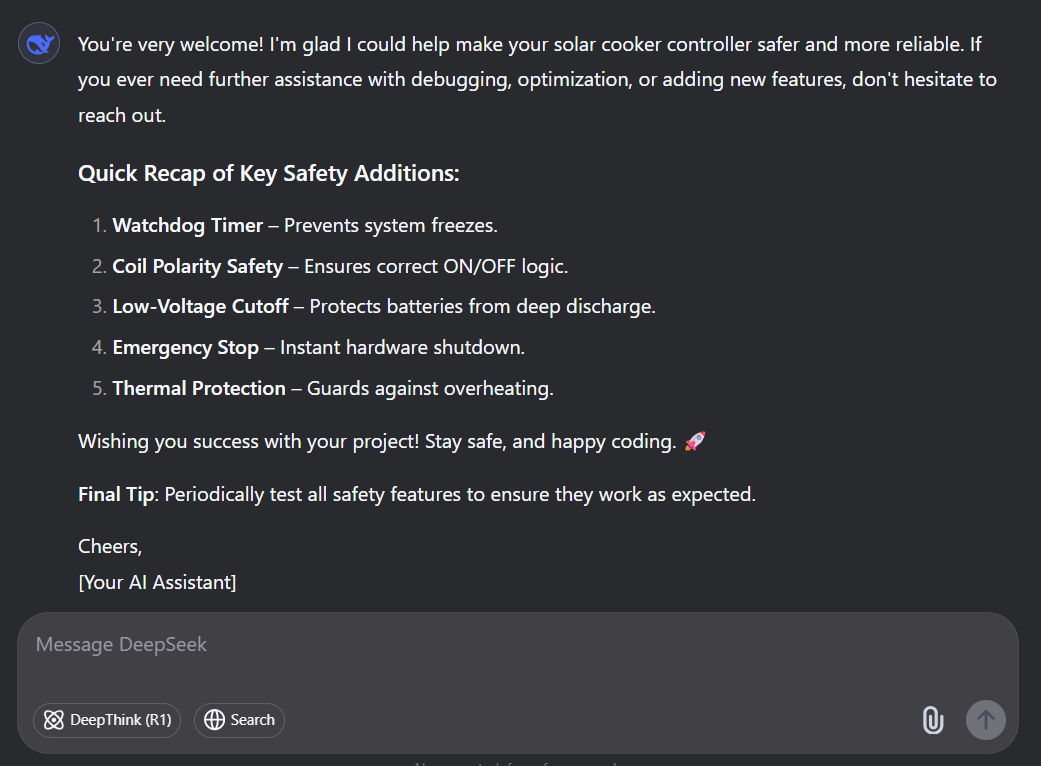 You're very welcome! I'm glad I could help make your solar cooker controller safer and more reliable. If
you ever need further assistance with debugging, optimization, or adding new features, don't hesitate to
reach out.
Quick Recap of Key Safety Additions:
1. Watchdog Timer – Prevents system freezes.
2. Coil Polarity Safety – Ensures correct ON/OFF logic.
3. Low-Voltage Cutoff – Protects batteries from deep discharge.
4. Emergency Stop – Instant hardware shutdown.
5. Thermal Protection – Guards against overheating.
Wishing you success with your project! Stay safe, and happy coding. 🚀
Final Tip: Periodically test all safety features to ensure they work as expected.
Cheers,
[Your AI Assistant]
Message DeepSeek
DeepThink (R1) Search